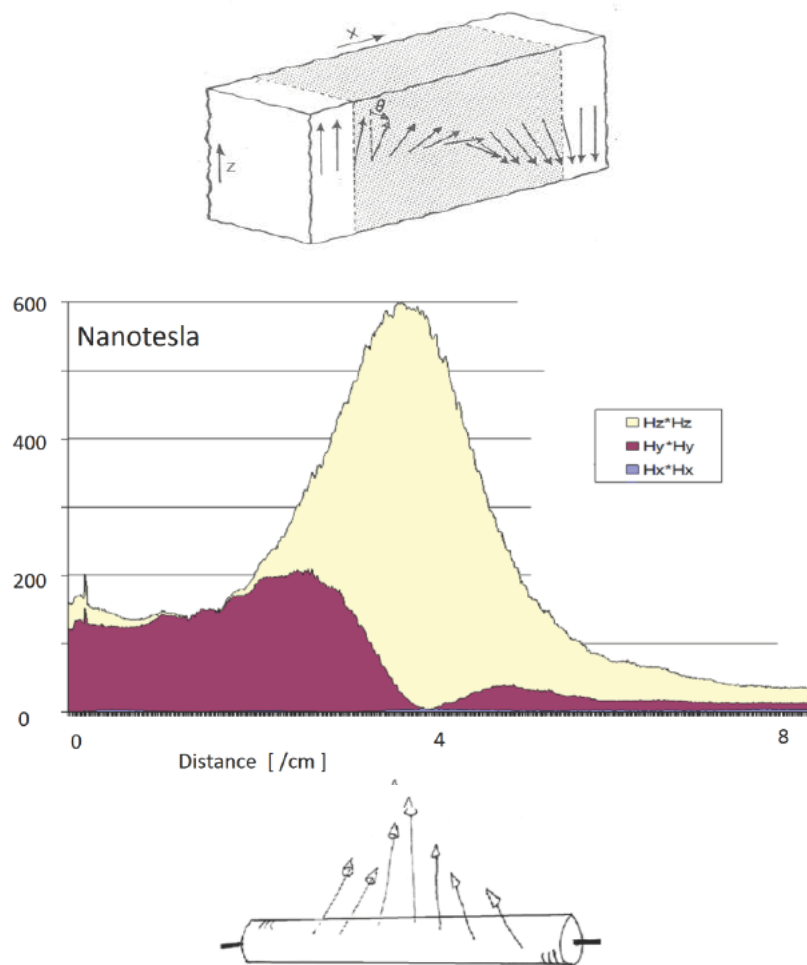 X
θ
Z
600
Nanotesla
400
Hz*Hz
Hy*Hy
Hx*Hx
200
0
0
4
8
Distance [ /cm ]